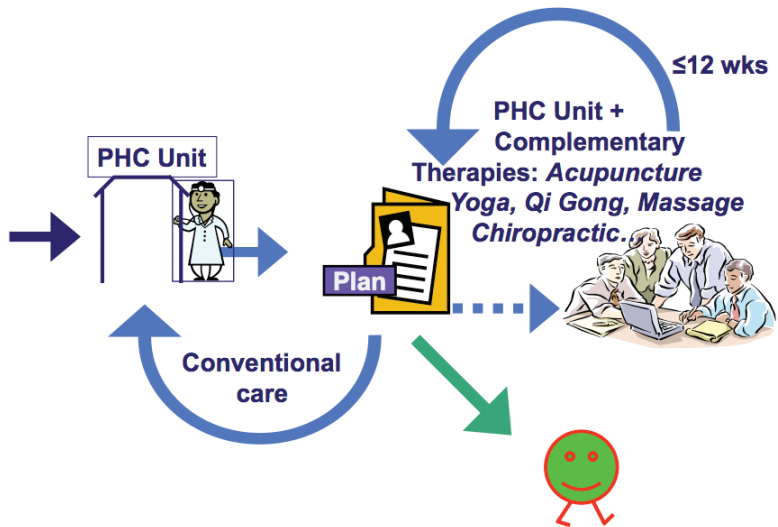 ≤12 wks
PHC Unit +
Complementary
Therapies: Acupuncture
Yoga, Qi Gong, Massage
Chiropractic...
PHC Unit
Plan
Conventional
care